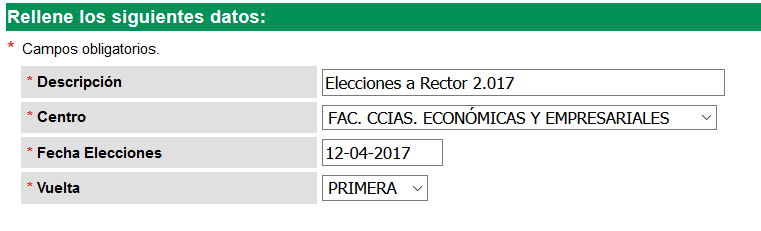 Rellene los siguientes datos:
* Campos obligatorios.
* Descripción Elecciones a Rector 2.017
* Centro FAC. CCIAS. ECONÓMICAS Y EMPRESARIALES
* Fecha Elecciones 12-04-2017
* Vuelta PRIMERA